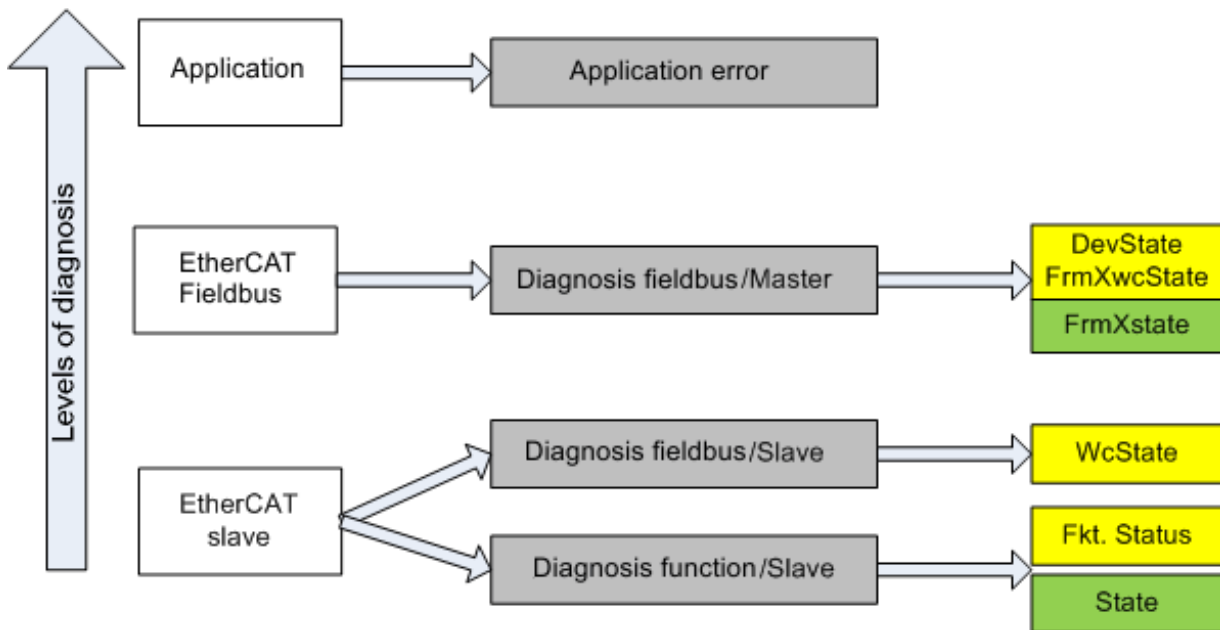 Levels of diagnosis
Application
Application error
EtherCAT
Fieldbus
Diagnosis fieldbus/Master
DevState
FrmXwcState
FrmXstate
EtherCAT
slave
Diagnosis fieldbus/Slave
WcState
Diagnosis function/Slave
Fkt. Status
State